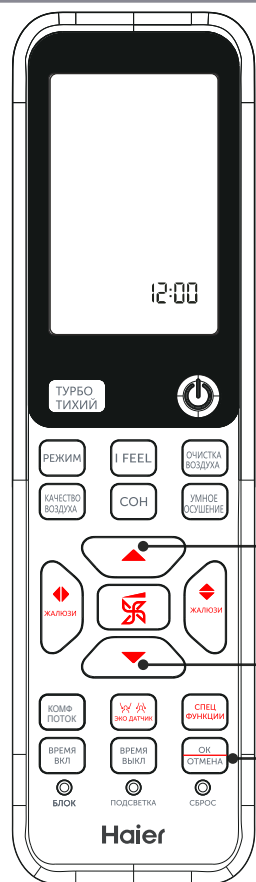 12:00
ТУРБО
ТИХИЙ
РЕЖИМ
I FEEL
ОЧИСТКА
ВОЗДУХА
КАЧЕСТВО
ВОЗДУХА
СОН
УМНОЕ
ОСУШЕНИЕ
ЖАЛЮЗИ
ЖАЛЮЗИ
КОМФ
ПОТОК
ЭКО ДАТЧИК
СПЕЦ
ФУНКЦИИ
ВРЕМЯ
ВКЛ
ВРЕМЯ
ВЫКЛ
ОК
ОТМЕНА
БЛОК
ПОДСВЕТКА
СБРОС
Haier